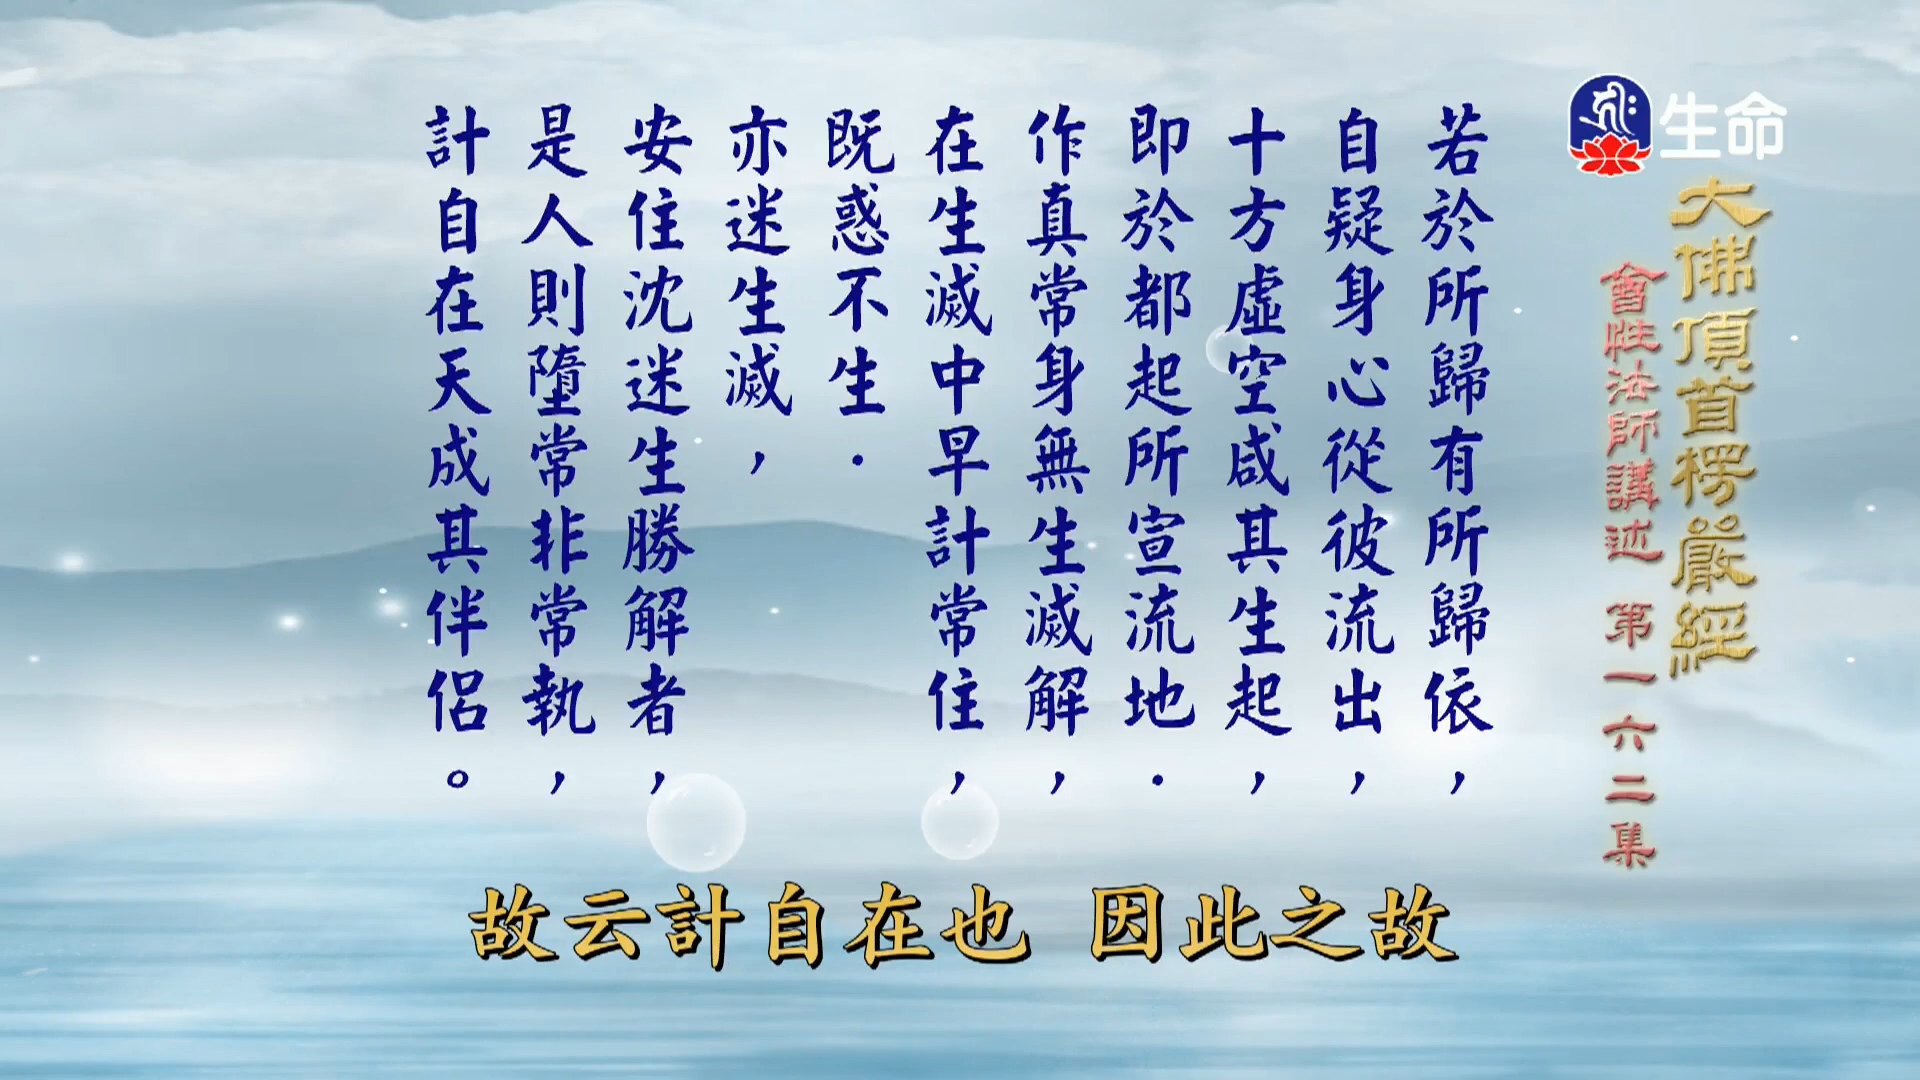 生命
大佛頂首楞嚴經
會性法師講述 第一六二集
若於所歸有所歸依，
自疑身心從彼流出，
十方虛空咸其生起，
即於都起所宣流地．
作真常身無生滅解，
在生滅中早計常住，
既惑不生．
亦迷生滅，
安住沈迷生勝解者，
是人則墮常非常執，
計自在天成其伴侶。
故云計自在也 因此之故